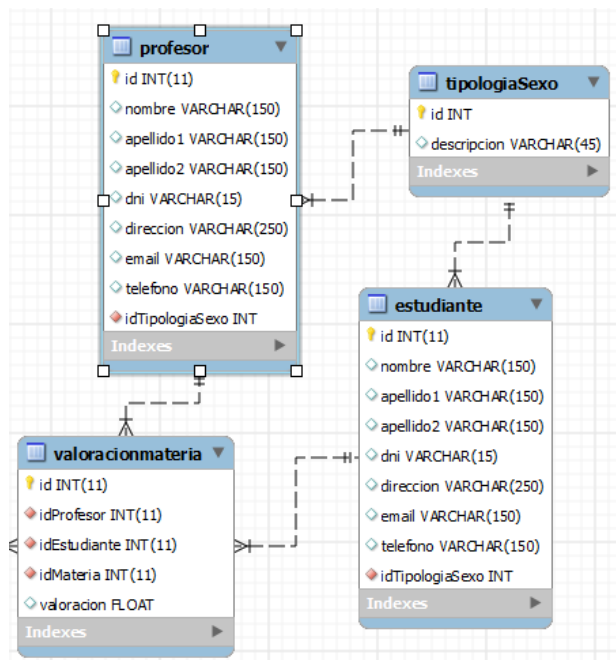 profesor
id INT(11)
nombre VARCHAR(150)
apellido1 VARCHAR(150)
apellido2 VARCHAR(150)
dni VARCHAR(15)
direccion VARCHAR(250)
email VARCHAR(150)
telefono VARCHAR(150)
idTipologiaSexo INT
Indexes
tipologiaSexo
id INT
descripcion VARCHAR(45)
Indexes
estudiante
id INT(11)
nombre VARCHAR(150)
apellido1 VARCHAR(150)
apellido2 VARCHAR(150)
dni VARCHAR(15)
direccion VARCHAR(250)
email VARCHAR(150)
telefono VARCHAR(150)
idTipologiaSexo INT
Indexes
valoracionmateria
id INT(11)
idProfesor INT(11)
idEstudiante INT(11)
idMateria INT(11)
valoracion FLOAT
Indexes